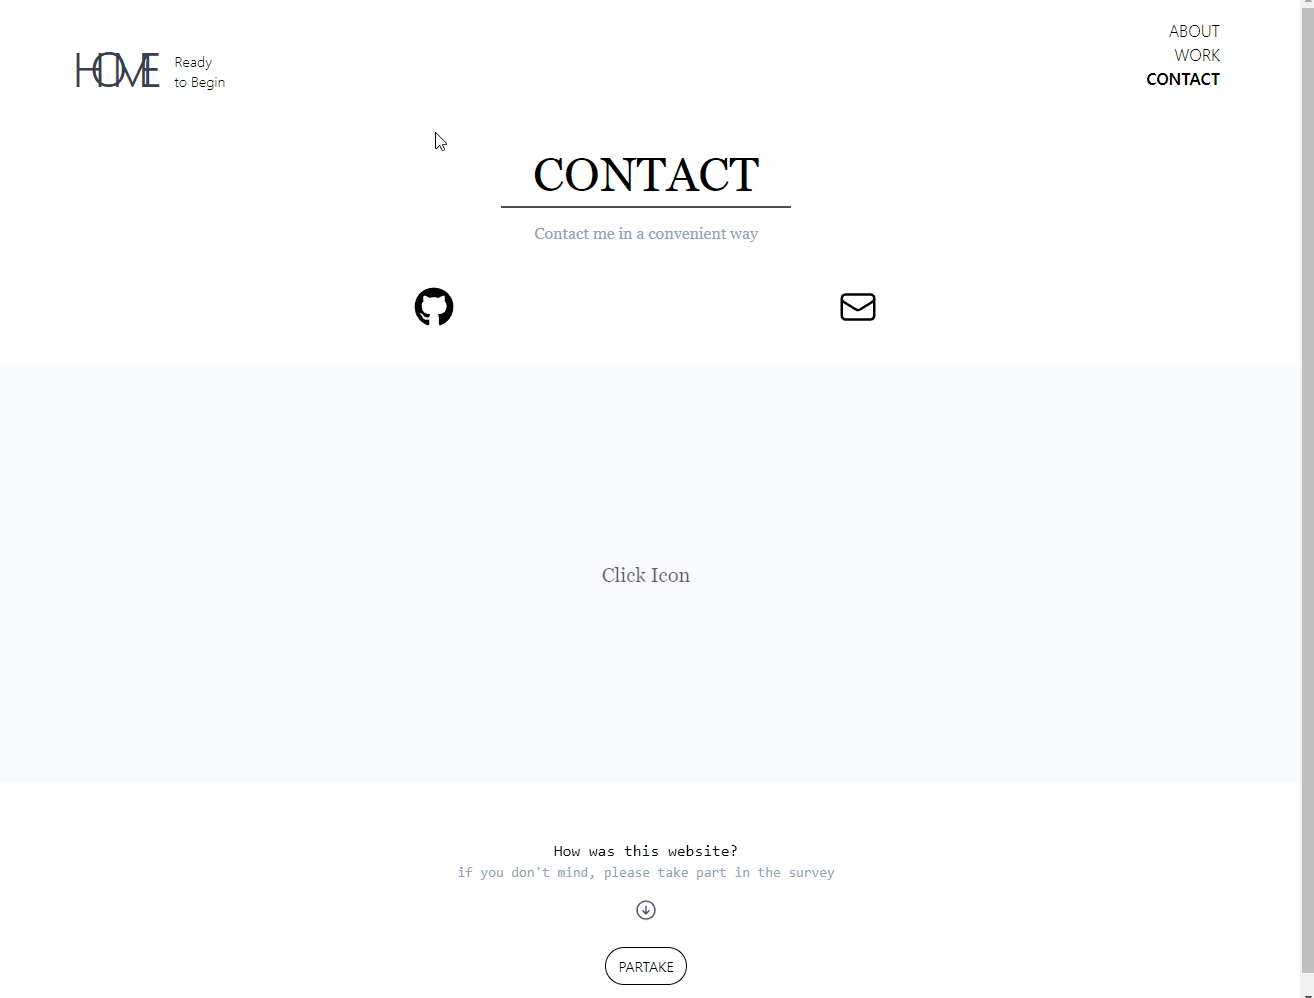 HOME
Ready
to Begin
ABOUT
WORK
CONTACT
CONTACT
Contact me in a convenient way
Click Icon
How was this website?
if you don't mind, please take part in the survey
PARTAKE